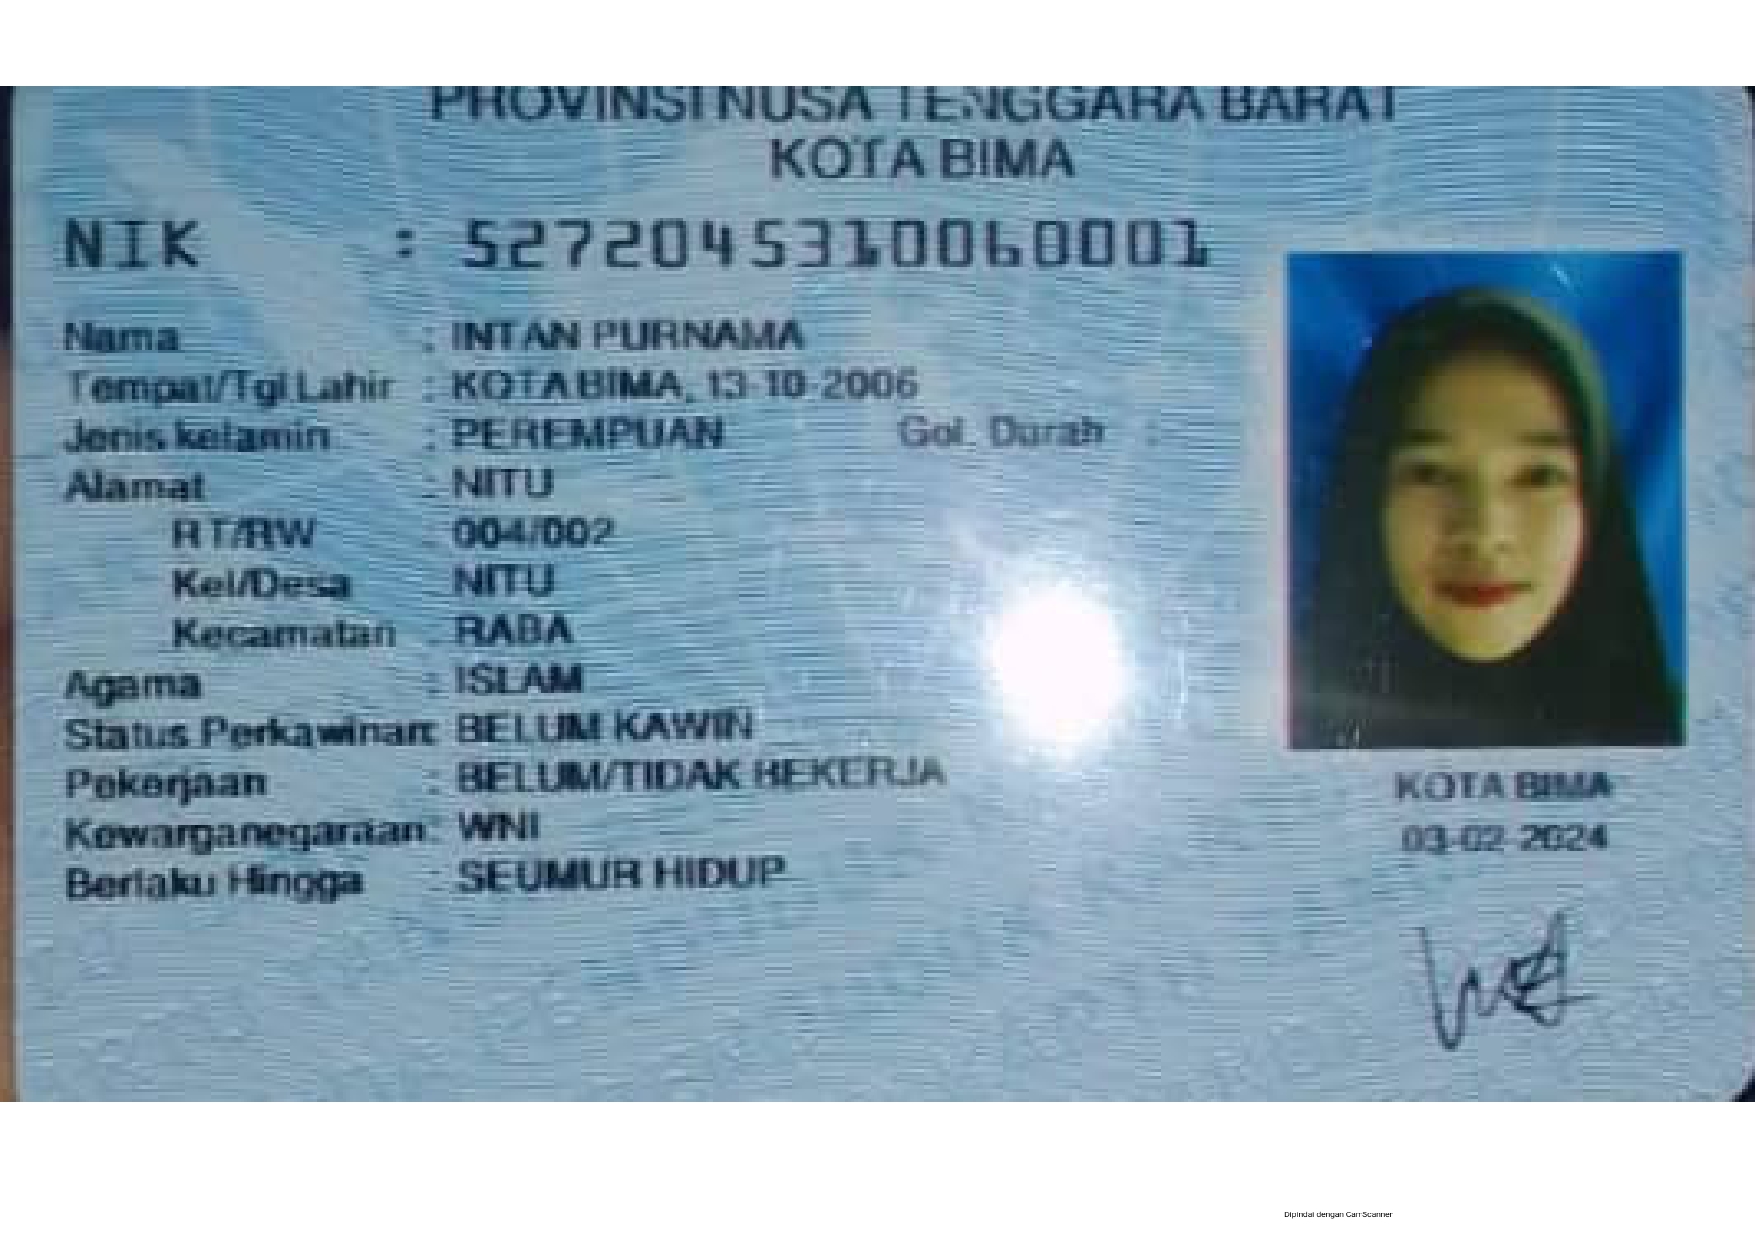 PROVINSI NUSA TENGGARA BARAT
KOTA BIMA
NIK : 5272045310060001
Nama : INTAN PURNAMA
Tempat/Tgl Lahir : KOTA BIMA, 13-10-2006
Jenis kelamin : PEREMPUAN Gol. Darah :
Alamat : NITU
RT/RW : 004/002
Kel/Desa : NITU
Kecamatan : RABA
Agama : ISLAM
Status Perkawinan: BELUM KAWIN
Pekerjaan : BELUM/TIDAK BEKERJA
Kewarganegaraan: WNI
Berlaku Hingga : SEUMUR HIDUP
KOTA BIMA
03-02-2024
Dipindai dengan CamScanner